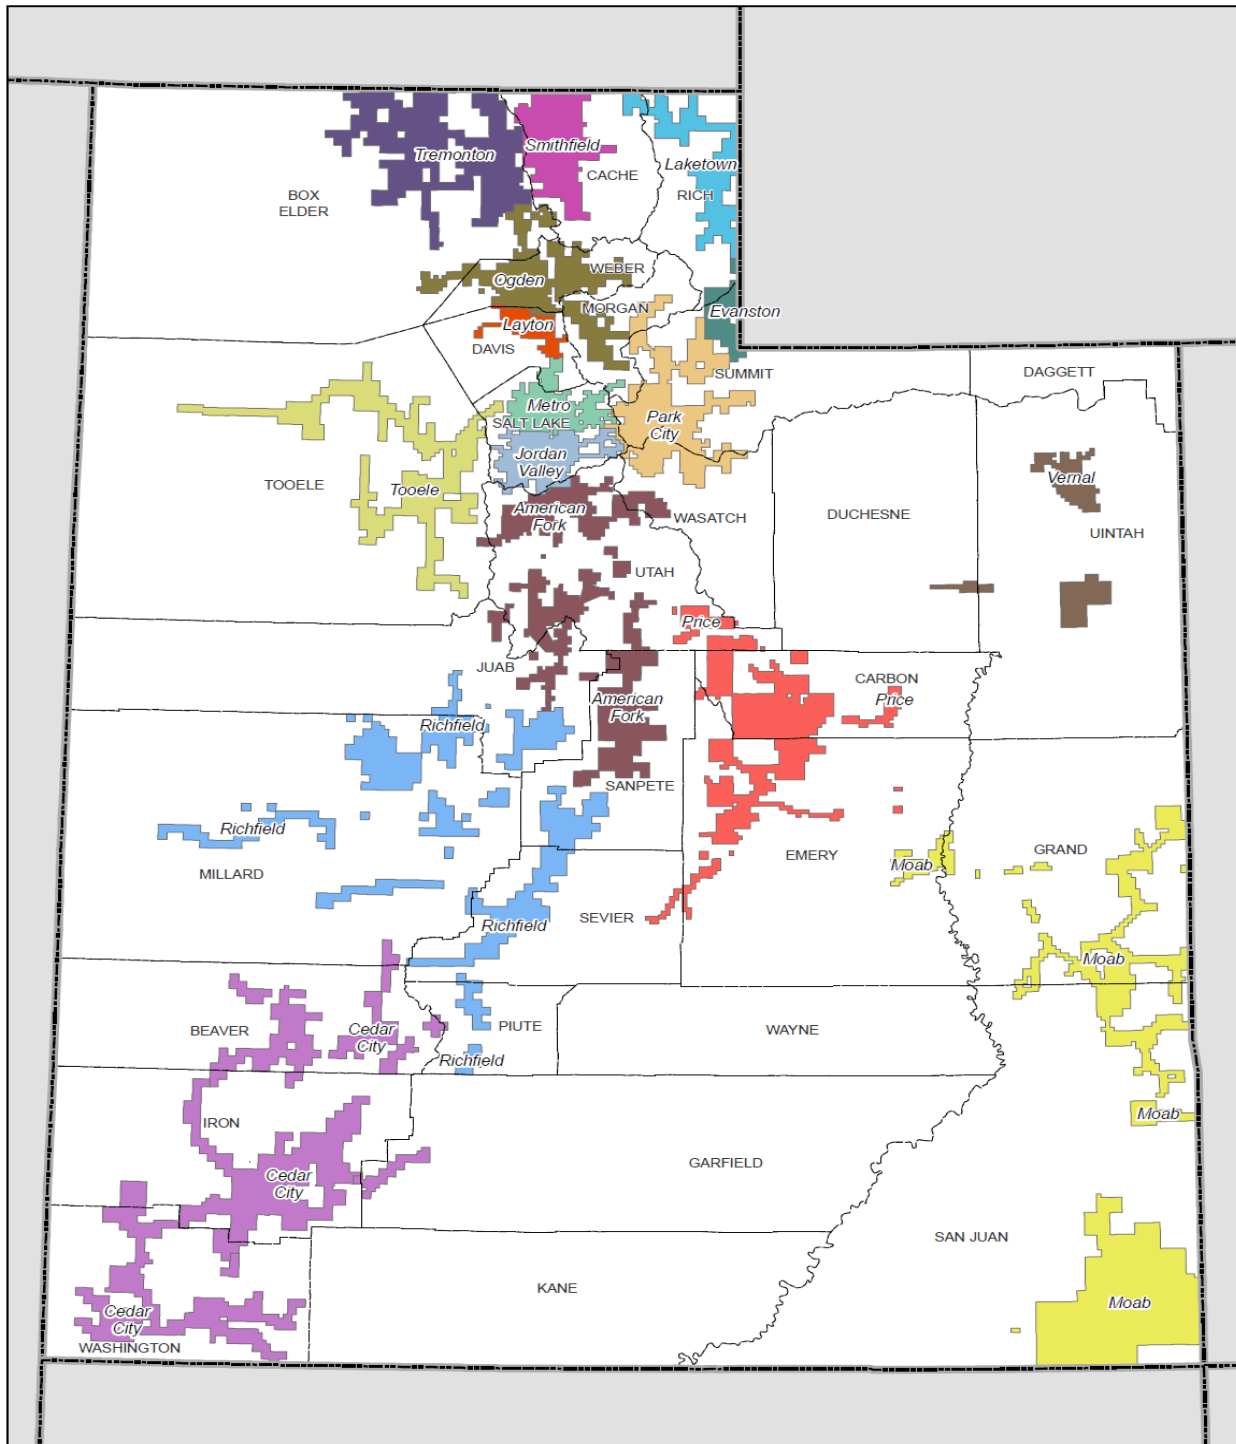 Smithfield
Tremonton
Laketown
CACHE
BOX
ELDER
RICH
WEBER
Ogden
MORGAN
Evanston
Layton
DAVIS
SUMMIT
DAGGETT
Metro
SALT LAKE
Park
City
Jordan
Valley
TOOELE
Tooele
Vernal
American
Fork
WASATCH
DUCHESNE
UINTAH
UTAH
Price
JUAB
CARBON
Price
American
Fork
Richfield
SANPETE
Richfield
EMERY
GRAND
MILLARD
Moab
SEVIER
Richfield
Moab
BEAVER
Cedar
City
PIUTE
WAYNE
Richfield
IRON
Moab
Cedar
City
GARFIELD
SAN JUAN
KANE
Moab
Cedar
City
WASHINGTON